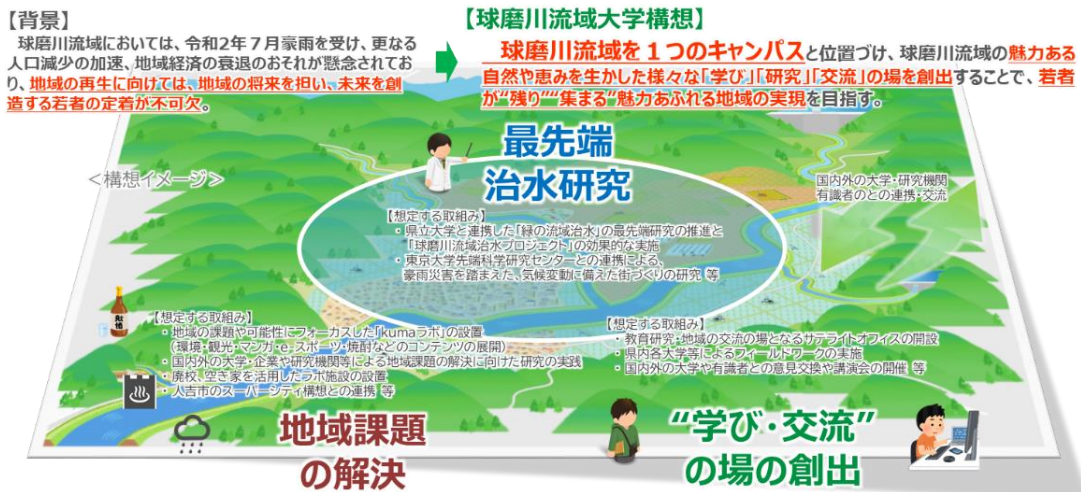 【背景】
球磨川流域においては、令和2年7月豪雨を受け、更なる
人口減少の加速、地域経済の衰退のおそれが懸念されてお
り、地域の再生に向けては、地域の将来を担い、未来を創
造する若者の定着が不可欠。
【球磨川流域大学構想】
球磨川流域を1つのキャンパスと位置づけ、球磨川流域の魅力ある
自然や恵みを生かした様々な「学び」「研究」「交流」の場を創出することで、若者
が“残り”“集まる”魅力あふれる地域の実現を目指す。
＜構想イメージ＞
最先端
治水研究
【想定する取組み】
・県立大学と連携した「緑の流域治水」の最先端研究の推進と
「球磨川流域治水プロジェクト」の効果的な実施
・東京大学先端科学研究センターとの連携による、
豪雨災害を踏まえた、気候変動に備えた街づくりの研究 等
国内外の大学・研究機関
有識者のとの連携・交流
【想定する取組み】
・地域の課題や可能性にフォーカスした「kumaラボ」の設置
（環境・観光・マンガ・e-スポーツ・焼酎などのコンテンツの展開）
・国内外の大学・企業や研究機関等による地域課題の解決に向けた研究の実践
・廃校、空き家を活用したラボ施設の設置
・人吉市のスーパーシティ構想との連携 等
地域課題
の解決
【想定する取組み】
・教育研究・地域の交流の場となるサテライトオフィスの開設
・県内各大学等によるフィールドワークの実施
・国内外の大学や有識者との意見交換や講演会の開催 等
“学び・交流”
の場の創出